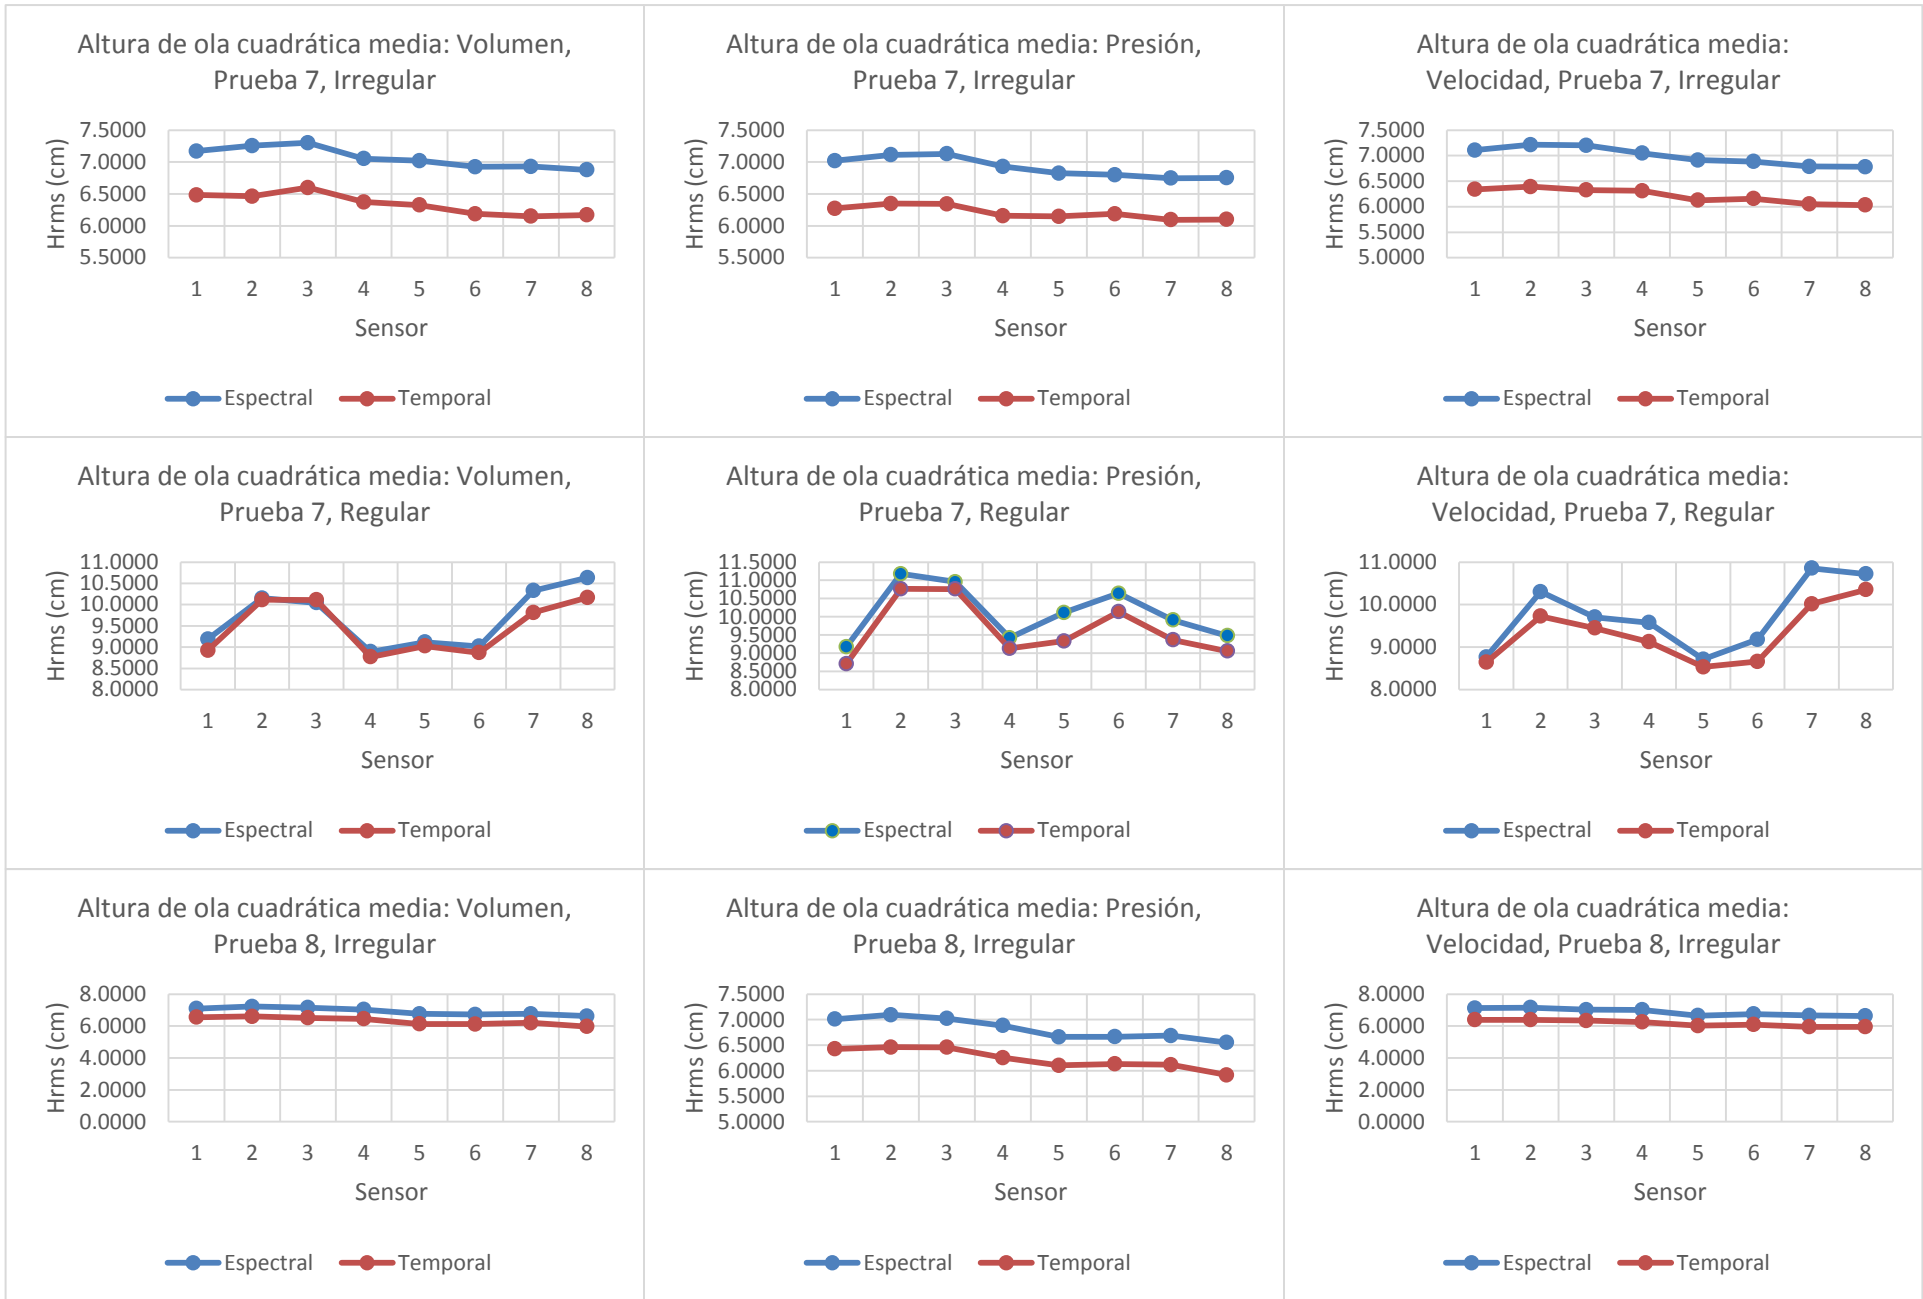 Altura de ola cuadrática media: Volumen,
Prueba 7, Irregular
7.5000
7.0000
6.5000
6.0000
5.5000
Hrms (cm)
1 2 3 4 5 6 7 8
Sensor
Espectral Temporal
Altura de ola cuadrática media: Presión,
Prueba 7, Irregular
7.5000
7.0000
6.5000
6.0000
5.5000
Hrms (cm)
1 2 3 4 5 6 7 8
Sensor
Espectral Temporal
Altura de ola cuadrática media:
Velocidad, Prueba 7, Irregular
7.5000
7.0000
6.5000
6.0000
5.5000
5.0000
Hrms (cm)
1 2 3 4 5 6 7 8
Sensor
Espectral Temporal
Altura de ola cuadrática media: Volumen,
Prueba 7, Regular
11.0000
10.5000
10.0000
9.5000
9.0000
8.5000
8.0000
Hrms (cm)
1 2 3 4 5 6 7 8
Sensor
Espectral Temporal
Altura de ola cuadrática media: Presión,
Prueba 7, Regular
11.5000
11.0000
10.5000
10.0000
9.5000
9.0000
8.5000
8.0000
Hrms (cm)
1 2 3 4 5 6 7 8
Sensor
Espectral Temporal
Altura de ola cuadrática media:
Velocidad, Prueba 7, Regular
11.0000
10.0000
9.0000
8.0000
Hrms (cm)
1 2 3 4 5 6 7 8
Sensor
Espectral Temporal
Altura de ola cuadrática media: Volumen,
Prueba 8, Irregular
8.0000
6.0000
4.0000
2.0000
0.0000
Hrms (cm)
1 2 3 4 5 6 7 8
Sensor
Espectral Temporal
Altura de ola cuadrática media: Presión,
Prueba 8, Irregular
7.5000
7.0000
6.5000
6.0000
5.5000
5.0000
Hrms (cm)
1 2 3 4 5 6 7 8
Sensor
Espectral Temporal
Altura de ola cuadrática media:
Velocidad, Prueba 8, Irregular
8.0000
6.0000
4.0000
2.0000
0.0000
Hrms (cm)
1 2 3 4 5 6 7 8
Sensor
Espectral Temporal